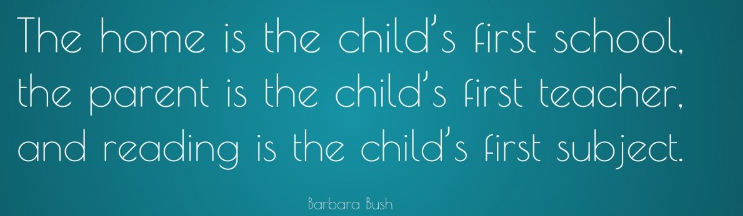 The home is the child's first school,
the parent is the child's first teacher,
and reading is the child's first subject.
Barbara Bush